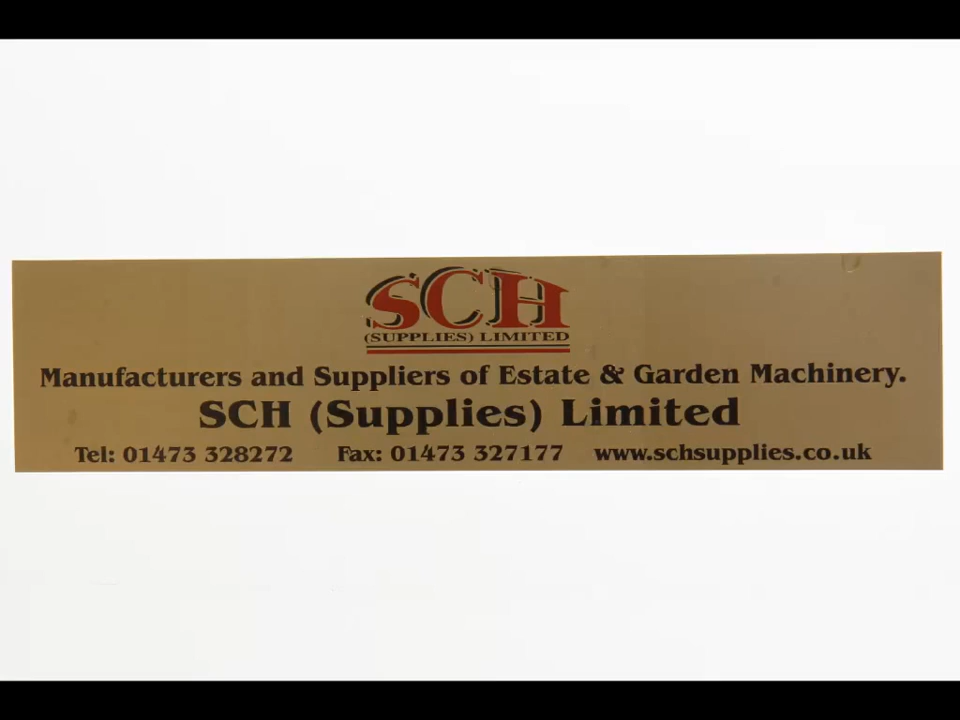 SCH
(SUPPLIES) LIMITED
Manufacturers and Suppliers of Estate & Garden Machinery.
SCH (Supplies) Limited
Tel: 01473 328272 Fax: 01473 327177 www.schsupplies.co.uk